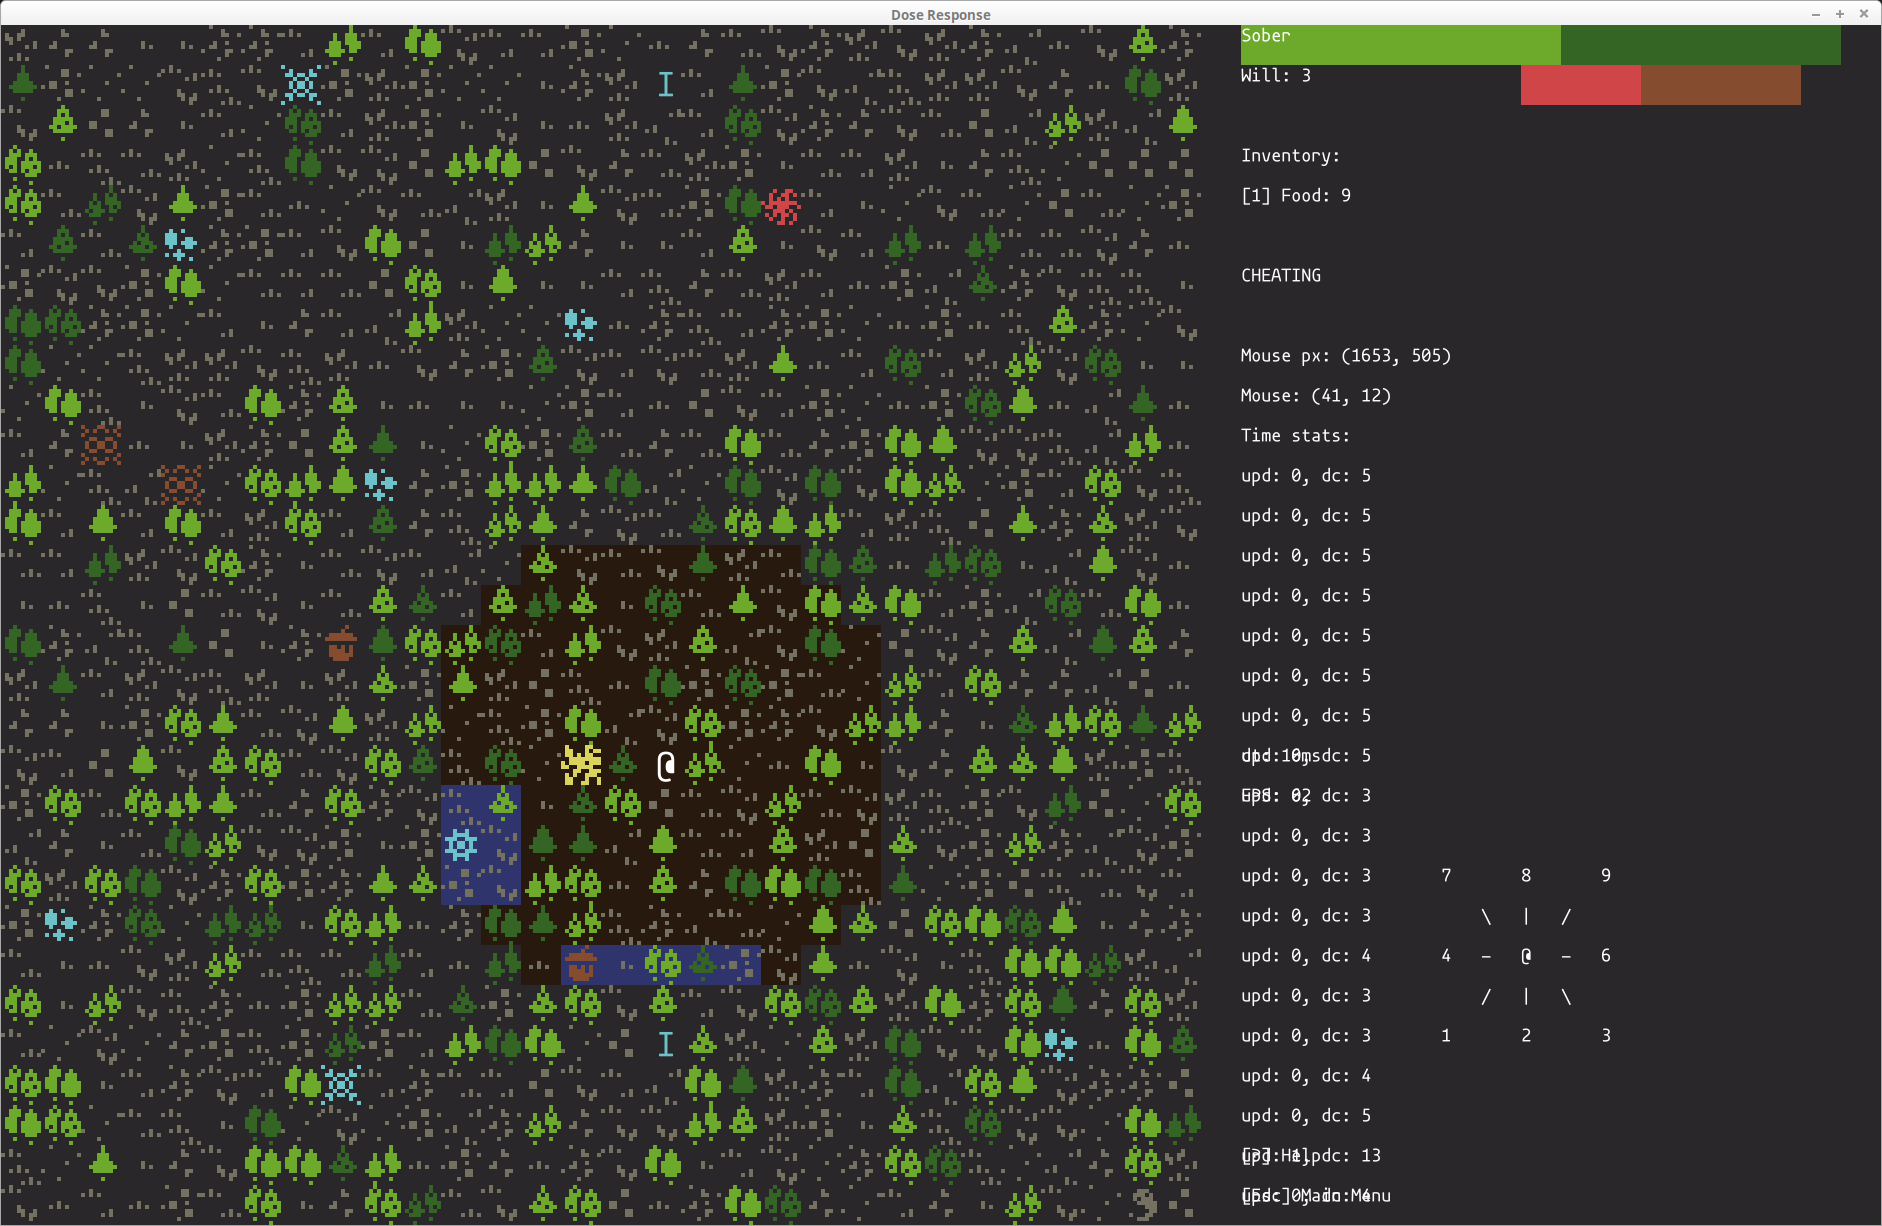 Dose Response
Sober
Will: 3
Inventory:
[1] Food: 9
CHEATING
Mouse px: (1653, 505)
Mouse: (41, 12)
Time stats:
upd: 0, dc: 5
upd: 0, dc: 5
upd: 0, dc: 5
upd: 0, dc: 5
upd: 0, dc: 5
upd: 0, dc: 5
upd: 0, dc: 5
dc: 5
dc: 3
upd: 0, dc: 3
upd: 0, dc: 3 7 8 9
upd: 0, dc: 3 \ | /
upd: 0, dc: 4 4 - @ - 6
upd: 0, dc: 3 / | \
upd: 0, dc: 3 1 2 3
upd: 0, dc: 4
upd: 0, dc: 5
[?] Help
dc: 13
[Esc] Main Menu
I
@
I